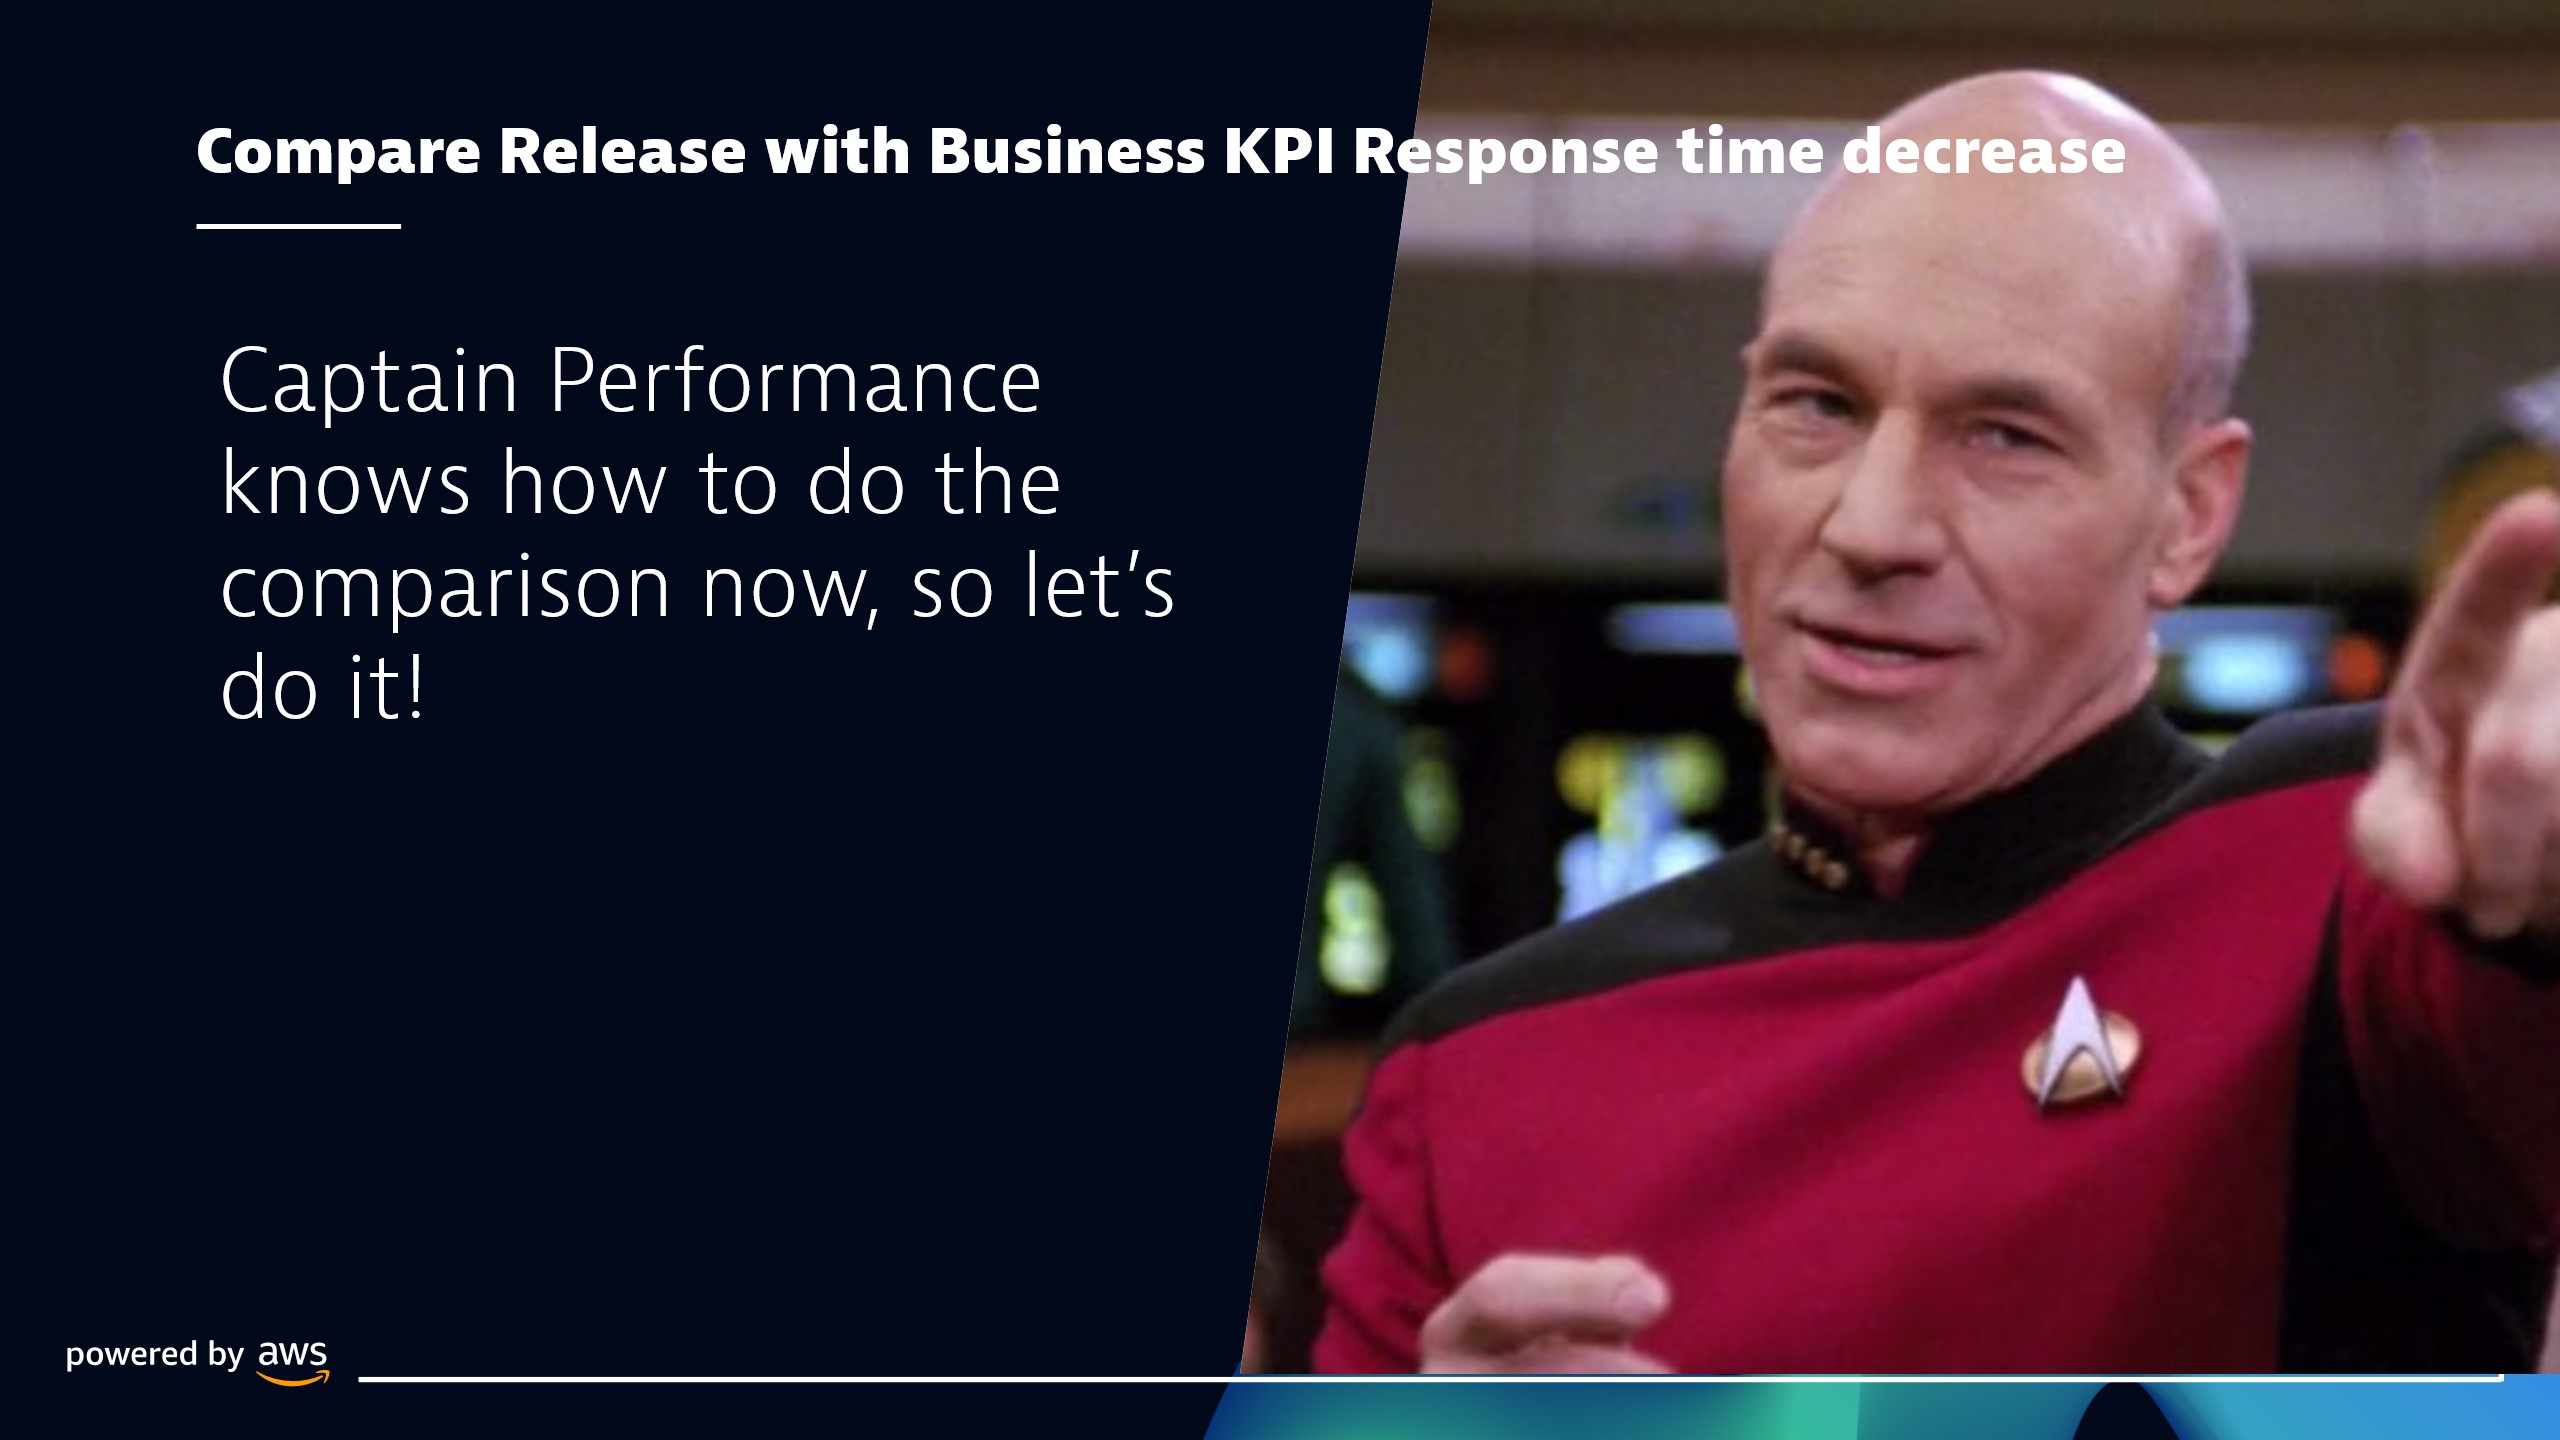 Compare Release with Business KPI Response time decrease
Captain Performance
knows how to do the
comparison now, so let’s
do it!
powered by aws